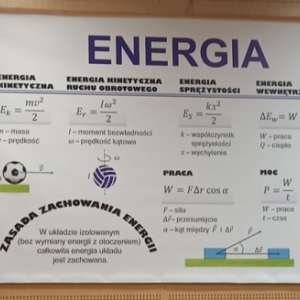 ENERGIA
ENERGIA
KINETYCZNA
E_k = mv²/2
m – masa
v – prędkość
v⃗
ENERGIA KINETYCZNA
RUCHU OBROTOWEGO
E_r = Iω²/2
I – moment bezwładności
ω – prędkość kątowa
ω
ENERGIA
SPRĘŻYSTOŚCI
E_S = kx²/2
k – współczynnik
sprężystości
x – wychylenie
ENERGIA
WEWNĘTRZ
ΔE_w = W
W – praca
Q – ciepło
ZASADA ZACHOWANIA ENERGII
W układzie izolowanym
(bez wymiany energii z otoczeniem)
całkowita energia układu
jest zachowana.
PRACA
W = FΔr cos α
F – siła
Δr⃗ – przesunięcie
α – kąt między F⃗ i Δr⃗
F⃗
α
Δr⃗
MOC
P = W/t
W – praca
t – czas